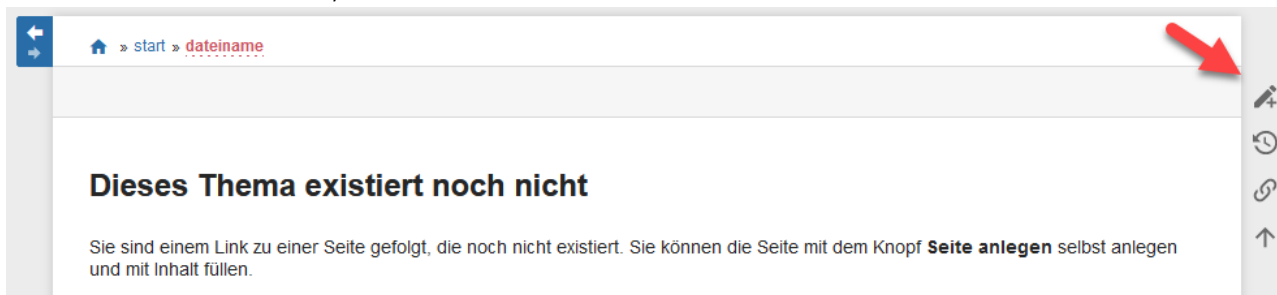 » start » dateiname
Dieses Thema existiert noch nicht
Sie sind einem Link zu einer Seite gefolgt, die noch nicht existiert. Sie können die Seite mit dem Knopf Seite anlegen selbst anlegen
und mit Inhalt füllen.